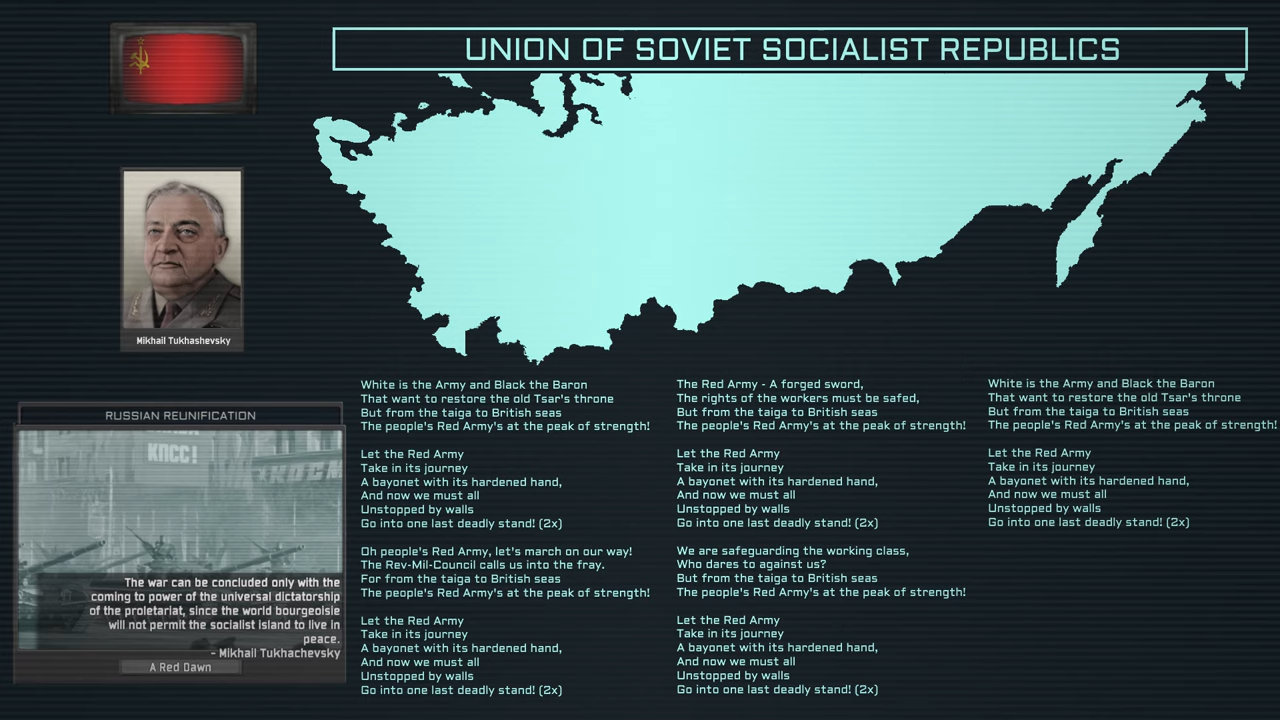 UNION OF SOVIET SOCIALIST REPUBLICS
Mikhail Tukhashevsky
RUSSIAN REUNIFICATION
КПСС!
The war can be concluded only with the
coming to power of the universal dictatorship
of the proletariat, since the world bourgeoisie
will not permit the socialist island to live in
peace.
- Mikhail Tukhachevsky
A Red Dawn
White is the Army and Black the Baron
That want to restore the old Tsar's throne
But from the taiga to British seas
The people's Red Army's at the peak of strength!
Let the Red Army
Take in its journey
A bayonet with its hardened hand,
And now we must all
Unstopped by walls
Go into one last deadly stand! (2x)
Oh people's Red Army, let's march on our way!
The Rev-Mil-Council calls us into the fray.
For from the taiga to British seas
The people's Red Army's at the peak of strength!
Let the Red Army
Take in its journey
A bayonet with its hardened hand,
And now we must all
Unstopped by walls
Go into one last deadly stand! (2x)
The Red Army - A forged sword,
The rights of the workers must be safed,
But from the taiga to British seas
The people's Red Army's at the peak of strength!
Let the Red Army
Take in its journey
A bayonet with its hardened hand,
And now we must all
Unstopped by walls
Go into one last deadly stand! (2x)
We are safeguarding the working class,
Who dares to against us?
But from the taiga to British seas
The people's Red Army's at the peak of strength!
Let the Red Army
Take in its journey
A bayonet with its hardened hand,
And now we must all
Unstopped by walls
Go into one last deadly stand! (2x)
White is the Army and Black the Baron
That want to restore the old Tsar's throne
But from the taiga to British seas
The people's Red Army's at the peak of strength!
Let the Red Army
Take in its journey
A bayonet with its hardened hand,
And now we must all
Unstopped by walls
Go into one last deadly stand! (2x)